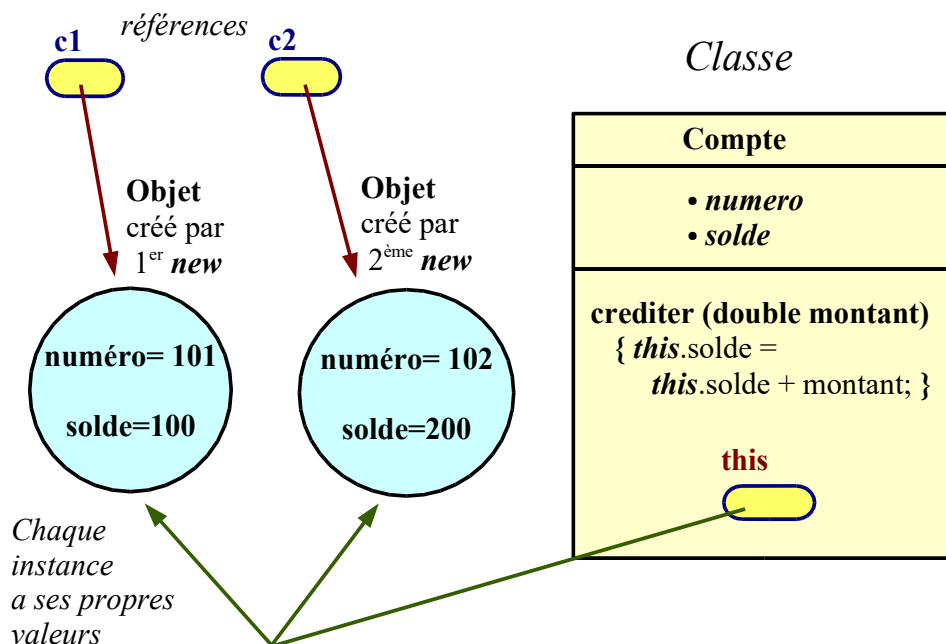 références
c1
c2
Objet
créé par
1er new
Objet
créé par
2ème new
numéro= 101
solde=100
numéro= 102
solde=200
Chaque
instance
a ses propres
valeurs
Classe
Compte
• numero
• solde
crediter (double montant)
{ this.solde =
this.solde + montant; }
this